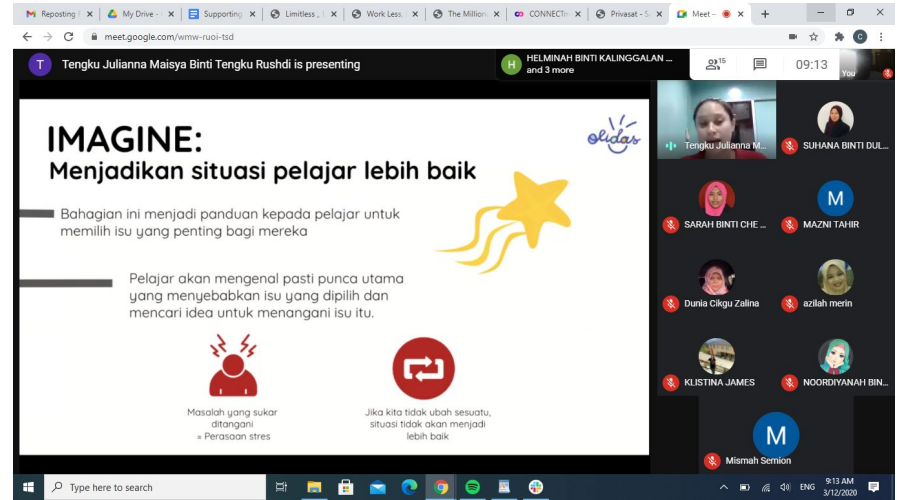 Reposting
My Drive -
Supporting
Limitless _
Work Less,
The Million
CONNECT
Privasat - S
Meet -
meet.google.com/wmw-ruoi-tsd
T
Tengku Julianna Maisya Binti Tengku Rushdi is presenting
H
HELMINAH BINTI KALINGGALAN ...
and 3 more
15
09:13
You
IMAGINE:
Menjadikan situasi pelajar lebih baik
olidas
Bahagian ini menjadi panduan kepada pelajar untuk
memilih isu yang penting bagi mereka
Pelajar akan mengenal pasti punca utama
yang menyebabkan isu yang dipilih dan
mencari idea untuk menangani isu itu.
Masalah yang sukar
ditangani
= Perasaan stres
Jika kita tidak ubah sesuatu,
situasi tidak akan menjadi
lebih baik
Tengku Julianna M...
SUHANA BINTI DUL...
SARAH BINTI CHE ...
M
MAZNI TAHIR
Dunia Cikgu Zalina
azilah merin
KLISTINA JAMES
NOORDIYANAH BIN...
M
Mismah Semion
Type here to search
ENG
9:13 AM
3/12/2020